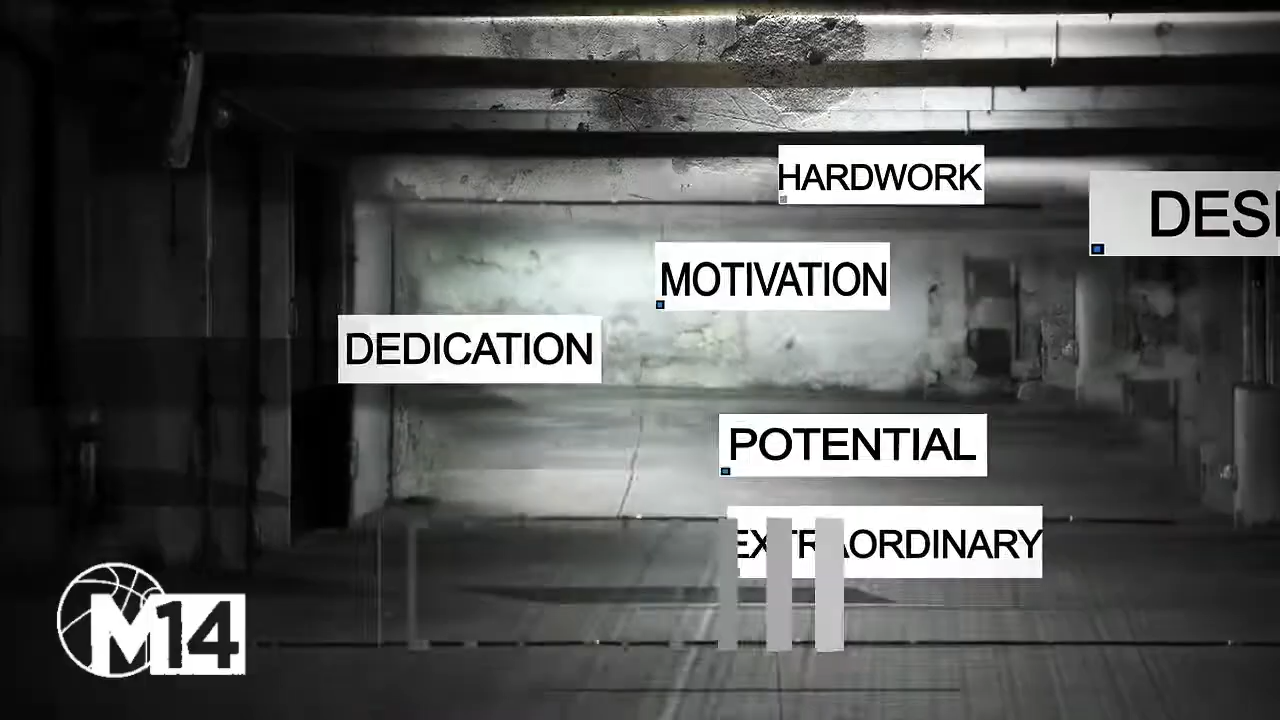 HARDWORK
DESI
MOTIVATION
DEDICATION
POTENTIAL
EXTRAORDINARY
M14